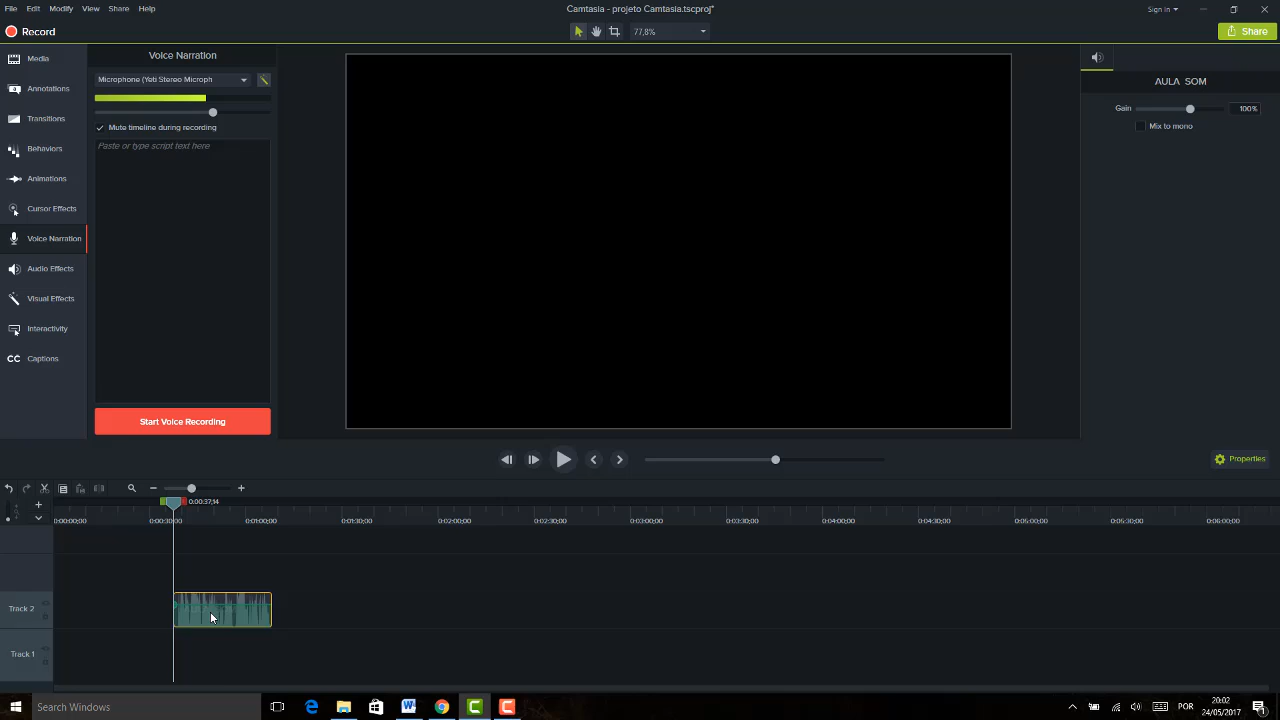 File Edit Modify View Share Help Camtasia - projeto Camtasia.tscproj* Sign in
Record 77,8% Share
Media
Annotations
Transitions
Behaviors
Animations
Cursor Effects
Voice Narration
Audio Effects
Visual Effects
Interactivity
CC Captions
Voice Narration
Microphone (Yeti Stereo Microph
Mute timeline during recording
Paste or type script text here
Start Voice Recording
AULA SOM
Gain 100%
Mix to mono
Properties
0:00:37;14
0:00:00;00 0:00:30;00 0:01:00;00 0:01:30;00 0:02:00;00 0:02:30;00 0:03:00;00 0:03:30;00 0:04:00;00 0:04:30;00 0:05:00;00 0:05:30;00 0:06:00;00
Track 2
Track 1
Search Windows
POR
20:02
24/05/2017